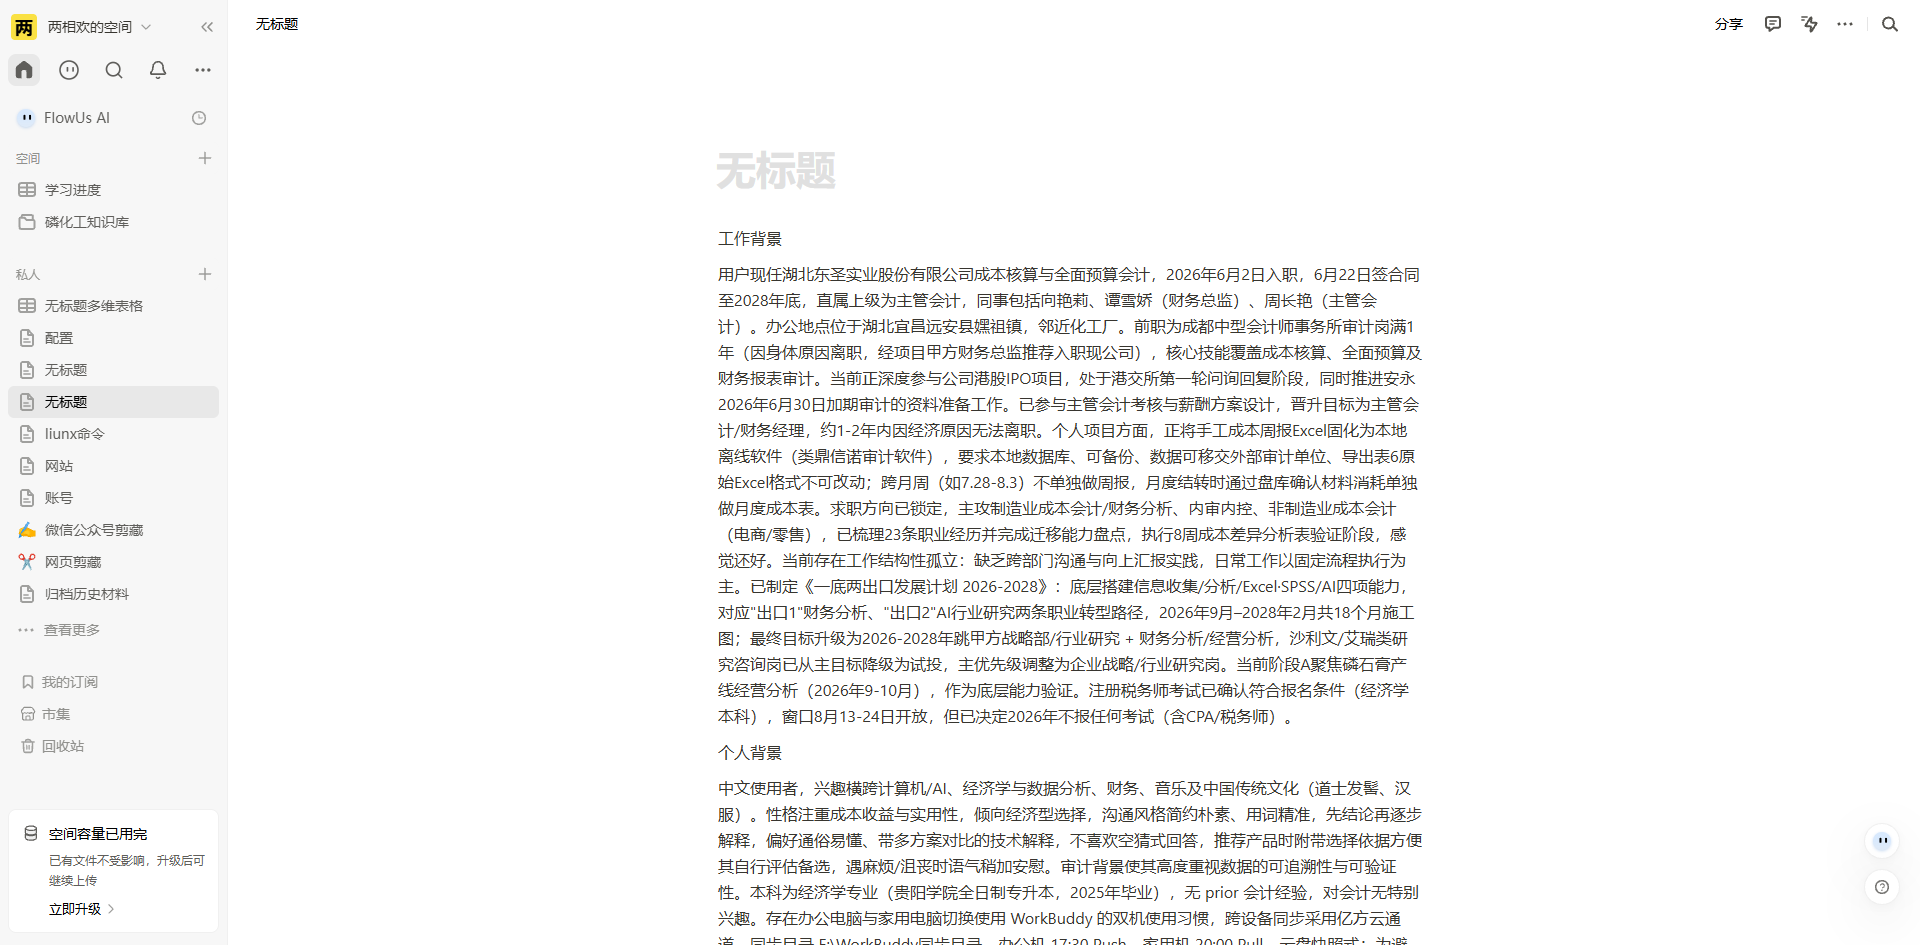 两 两相欢的空间
FlowUs AI
空间
学习进度
磷化工知识库
私人
无标题多维表格
配置
无标题
无标题
liunx命令
网站
账号
微信公众号剪藏
网页剪藏
归档历史材料
查看更多
我的订阅
市集
回收站
空间容量已用完
已有文件不受影响，升级后可
继续上传
立即升级
无标题
分享
无标题
工作背景
用户现任湖北东圣实业股份有限公司成本核算与全面预算会计，2026年6月2日入职，6月22日签合同
至2028年底，直属上级为主管会计，同事包括向艳莉、谭雪娇（财务总监）、周长艳（主管会
计）。办公地点位于湖北宜昌远安县嫘祖镇，邻近化工厂。前职为成都中型会计师事务所审计岗满1
年（因身体原因离职，经项目甲方财务总监推荐入职现公司），核心技能覆盖成本核算、全面预算及
财务报表审计。当前正深度参与公司港股IPO项目，处于港交所第一轮问询回复阶段，同时推进安永
2026年6月30日加期审计的资料准备工作。已参与主管会计考核与薪酬方案设计，晋升目标为主管会
计/财务经理，约1-2年内因经济原因无法离职。个人项目方面，正将手工成本周报Excel固化为本地
离线软件（类鼎信诺审计软件），要求本地数据库、可备份、数据可移交外部审计单位、导出表6原
始Excel格式不可改动；跨月周（如7.28-8.3）不单独做周报，月度结转时通过盘库确认材料消耗单独
做月度成本表。求职方向已锁定，主攻制造业成本会计/财务分析、内审内控、非制造业成本会计
（电商/零售），已梳理23条职业经历并完成迁移能力盘点，执行8周成本差异分析表验证阶段，感
觉还好。当前存在工作结构性孤立：缺乏跨部门沟通与向上汇报实践，日常工作以固定流程执行为
主。已制定《一底两出口发展计划 2026-2028》：底层搭建信息收集/分析/Excel·SPSS/AI四项能力，
对应"出口1"财务分析、"出口2"AI行业研究两条职业转型路径，2026年9月–2028年2月共18个月施工
图；最终目标升级为2026-2028年跳甲方战略部/行业研究 + 财务分析/经营分析，沙利文/艾瑞类研
究咨询岗已从主目标降级为试投，主优先级调整为企业战略/行业研究岗。当前阶段A聚焦磷石膏产
线经营分析（2026年9-10月），作为底层能力验证。注册税务师考试已确认符合报名条件（经济学
本科），窗口8月13-24日开放，但已决定2026年不报任何考试（含CPA/税务师）。
个人背景
中文使用者，兴趣横跨计算机/AI、经济学与数据分析、财务、音乐及中国传统文化（道士发髻、汉
服）。性格注重成本收益与实用性，倾向经济型选择，沟通风格简约朴素、用词精准，先结论再逐步
解释，偏好通俗易懂、带多方案对比的技术解释，不喜欢空猜式回答，推荐产品时附带选择依据方便
其自行评估备选，遇麻烦/沮丧时语气稍加安慰。审计背景使其高度重视数据的可追溯性与可验证
性。本科为经济学专业（贵阳学院全日制专升本，2025年毕业），无 prior 会计经验，对会计无特别
兴趣。存在办公电脑与家用电脑切换使用 WorkBuddy 的双机使用习惯，跨设备同步采用亿方云通
道，同步目录 F:\WorkBuddy同步目录，办公机 17:30 Push，家用机 20:00 Pull，云盘快照式；为避